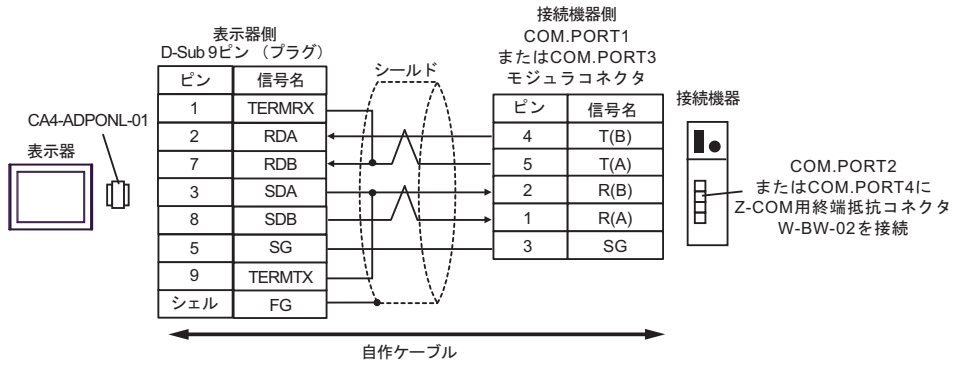 表示器側
D-Sub 9ピン （プラグ）
ピン 信号名
1 TERMRX
2 RDA
7 RDB
3 SDA
8 SDB
5 SG
9 TERMTX
シェル FG
シールド
接続機器側
COM.PORT1
またはCOM.PORT3
モジュラコネクタ
ピン 信号名
4 T(B)
5 T(A)
2 R(B)
1 R(A)
3 SG
CA4-ADPONL-01
表示器
接続機器
COM.PORT2
またはCOM.PORT4に
Z-COM用終端抵抗コネクタ
W-BW-02を接続
自作ケーブル